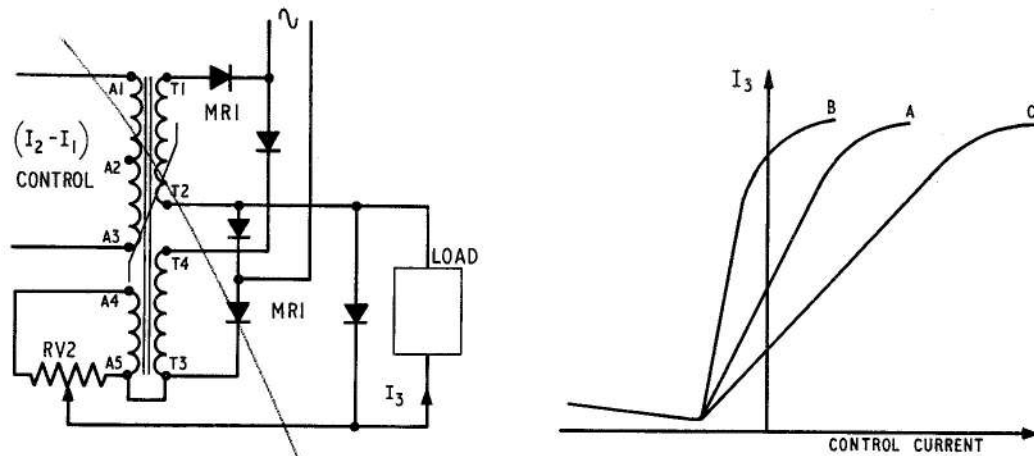 A1
T1
MR1
(I₂-I₁)
CONTROL
A2
T2
A3
T4
LOAD
A4
MR1
RV2
A5
T3
I₃
I₃
B
A
C
CONTROL CURRENT